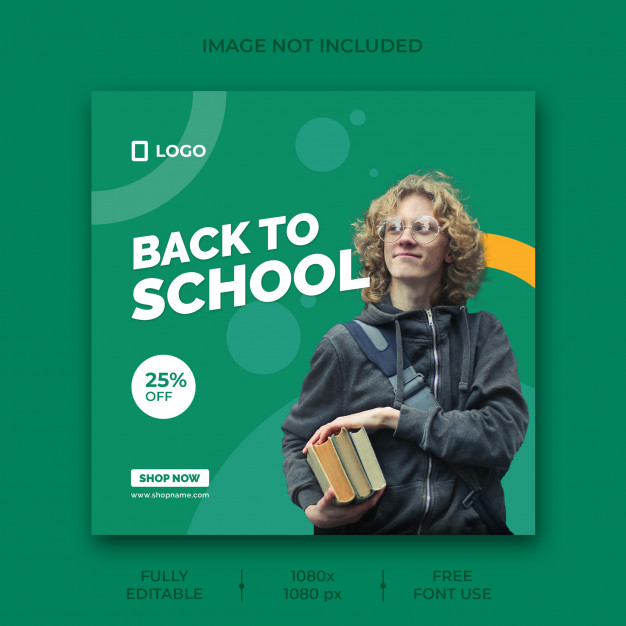 IMAGE NOT INCLUDED
LOGO
BACK TO
SCHOOL
25%
OFF
SHOP NOW
www.shopname.com
FULLY
EDITABLE
1080x
1080 px
FREE
FONT USE